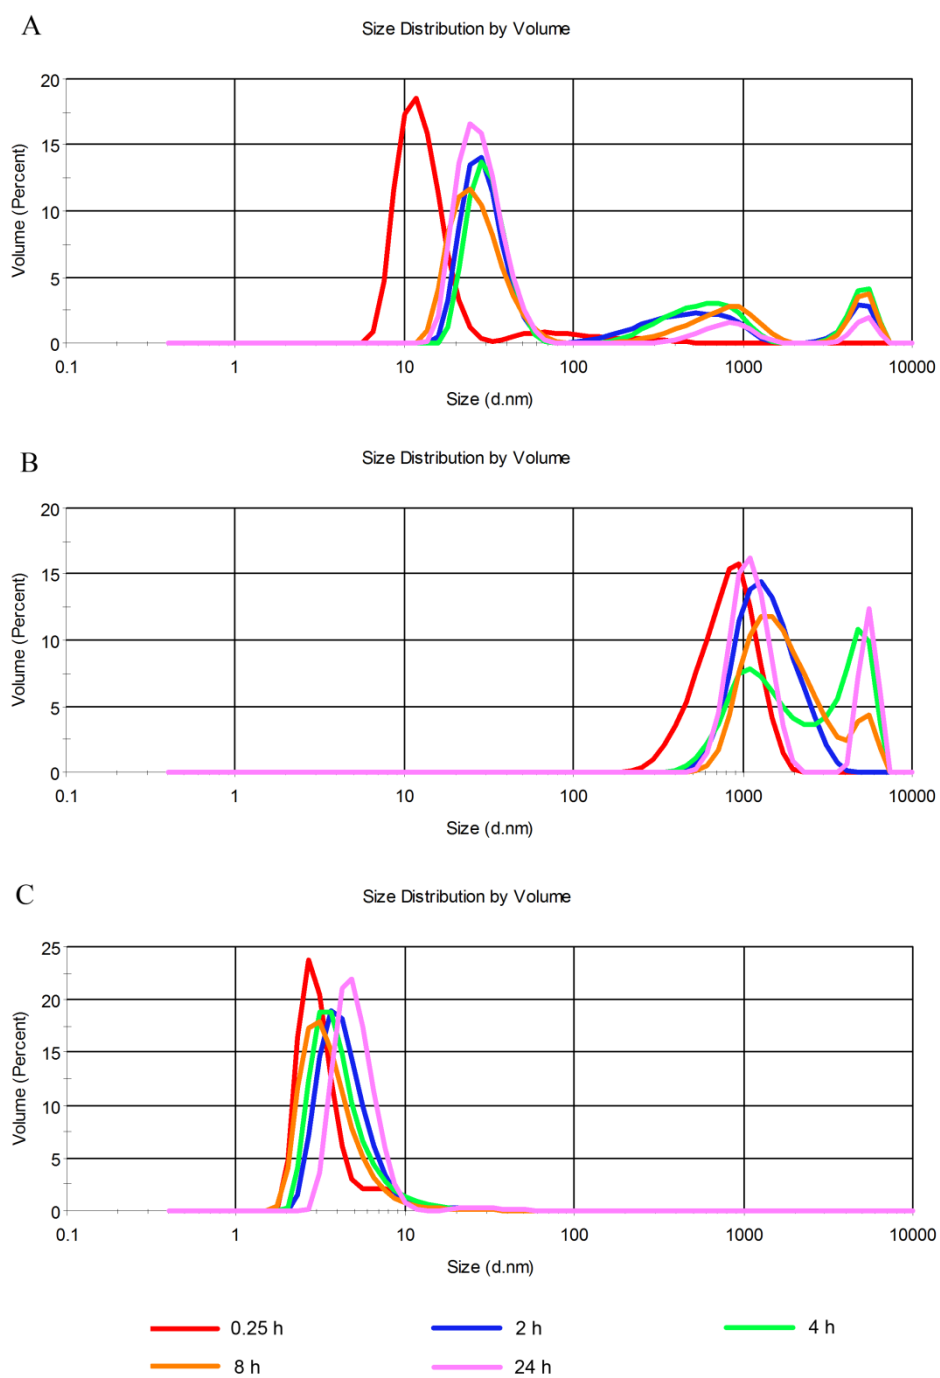 A
Size Distribution by Volume
20
15
10
5
0
Volume (Percent)
0.1 1 10 100 1000 10000
Size (d.nm)
B
Size Distribution by Volume
20
15
10
5
0
Volume (Percent)
0.1 1 10 100 1000 10000
Size (d.nm)
C
Size Distribution by Volume
25
20
15
10
5
0
Volume (Percent)
0.1 1 10 100 1000 10000
Size (d.nm)
0.25 h 2 h 4 h
8 h 24 h